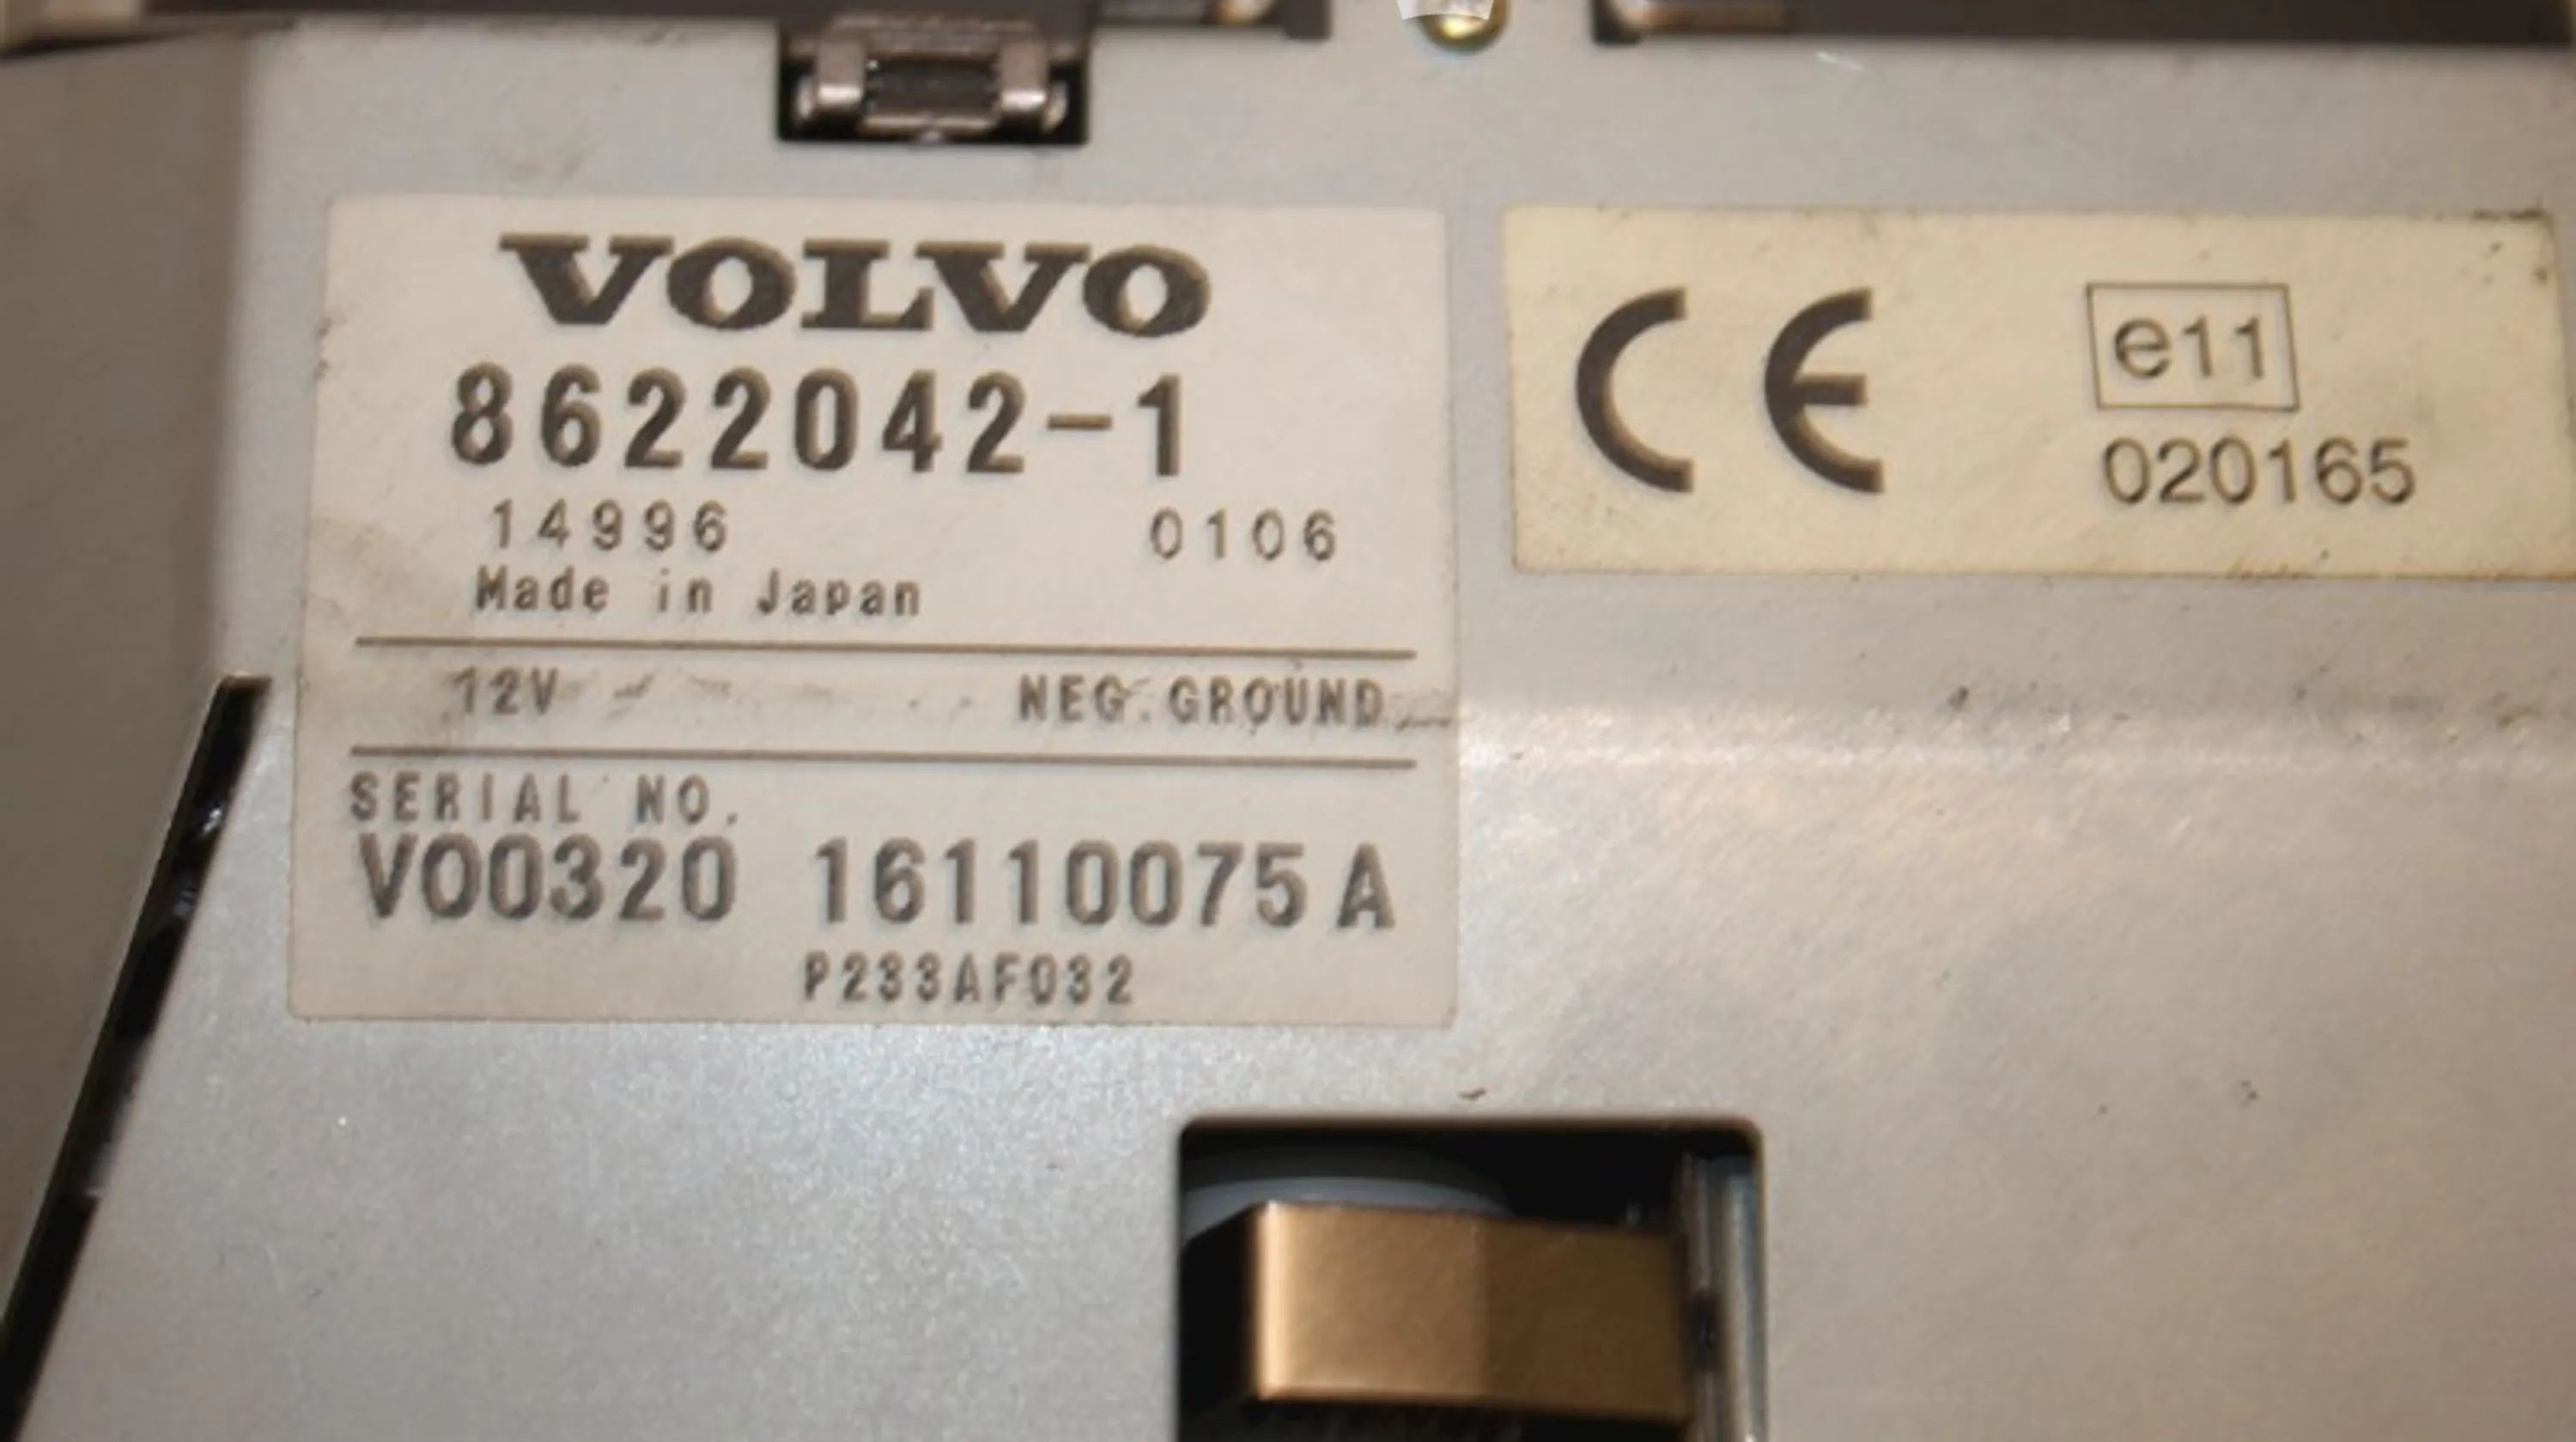 VOLVO
8622042-1
14996 0106
Made in Japan
12V NEG. GROUND
SERIAL NO.
V00320 16110075A
P233AF032
CE e11
020165